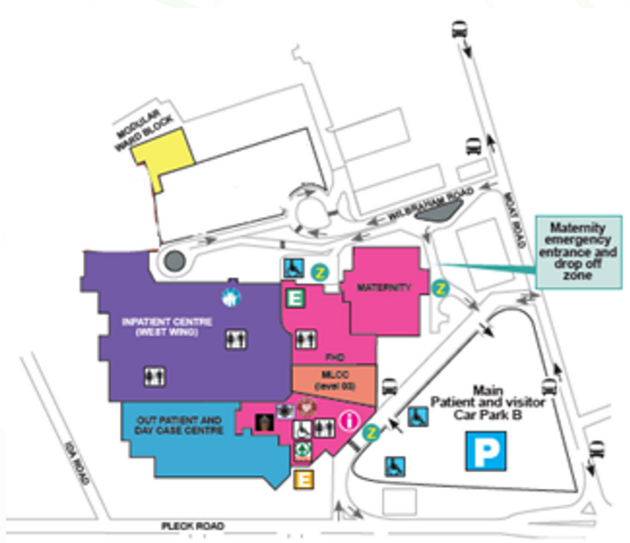 MODULAR
WARD BLOCK
WILBRAHAM ROAD
MOAT ROAD
Maternity
emergency
entrance and
drop off
zone
Z
Z
E
MATERNITY
INPATIENT CENTRE
(WEST WING)
FHD
MLCC
(level 03)
Main
Patient and visitor
Car Park B
P
OUT PATIENT AND
DAY CASE CENTRE
i
Z
E
IDA ROAD
PLECK ROAD